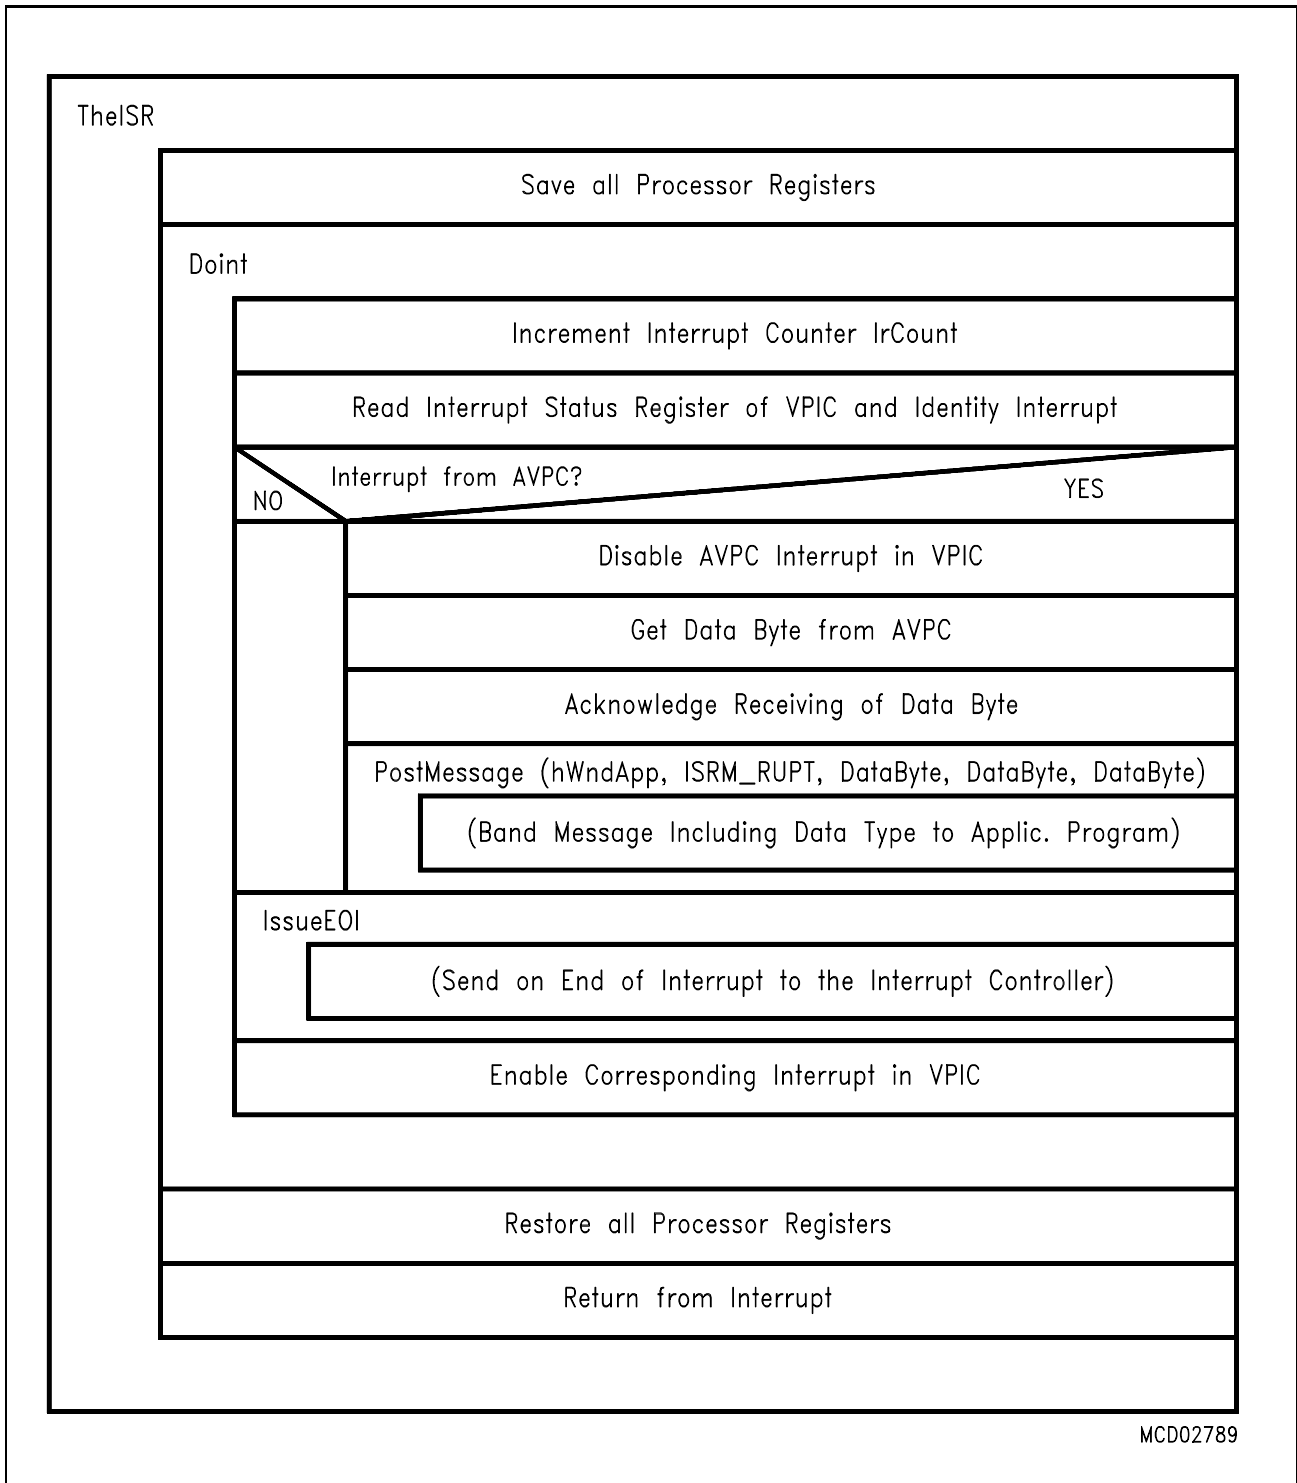 TheISR
Save all Processor Registers
Doint
Increment Interrupt Counter IrCount
Read Interrupt Status Register of VPIC and Identity Interrupt
Interrupt from AVPC?
NO
YES
Disable AVPC Interrupt in VPIC
Get Data Byte from AVPC
Acknowledge Receiving of Data Byte
PostMessage (hWndApp, ISRM_RUPT, DataByte, DataByte, DataByte)
(Band Message Including Data Type to Applic. Program)
IssueEOI
(Send on End of Interrupt to the Interrupt Controller)
Enable Corresponding Interrupt in VPIC
Restore all Processor Registers
Return from Interrupt
MCD02789